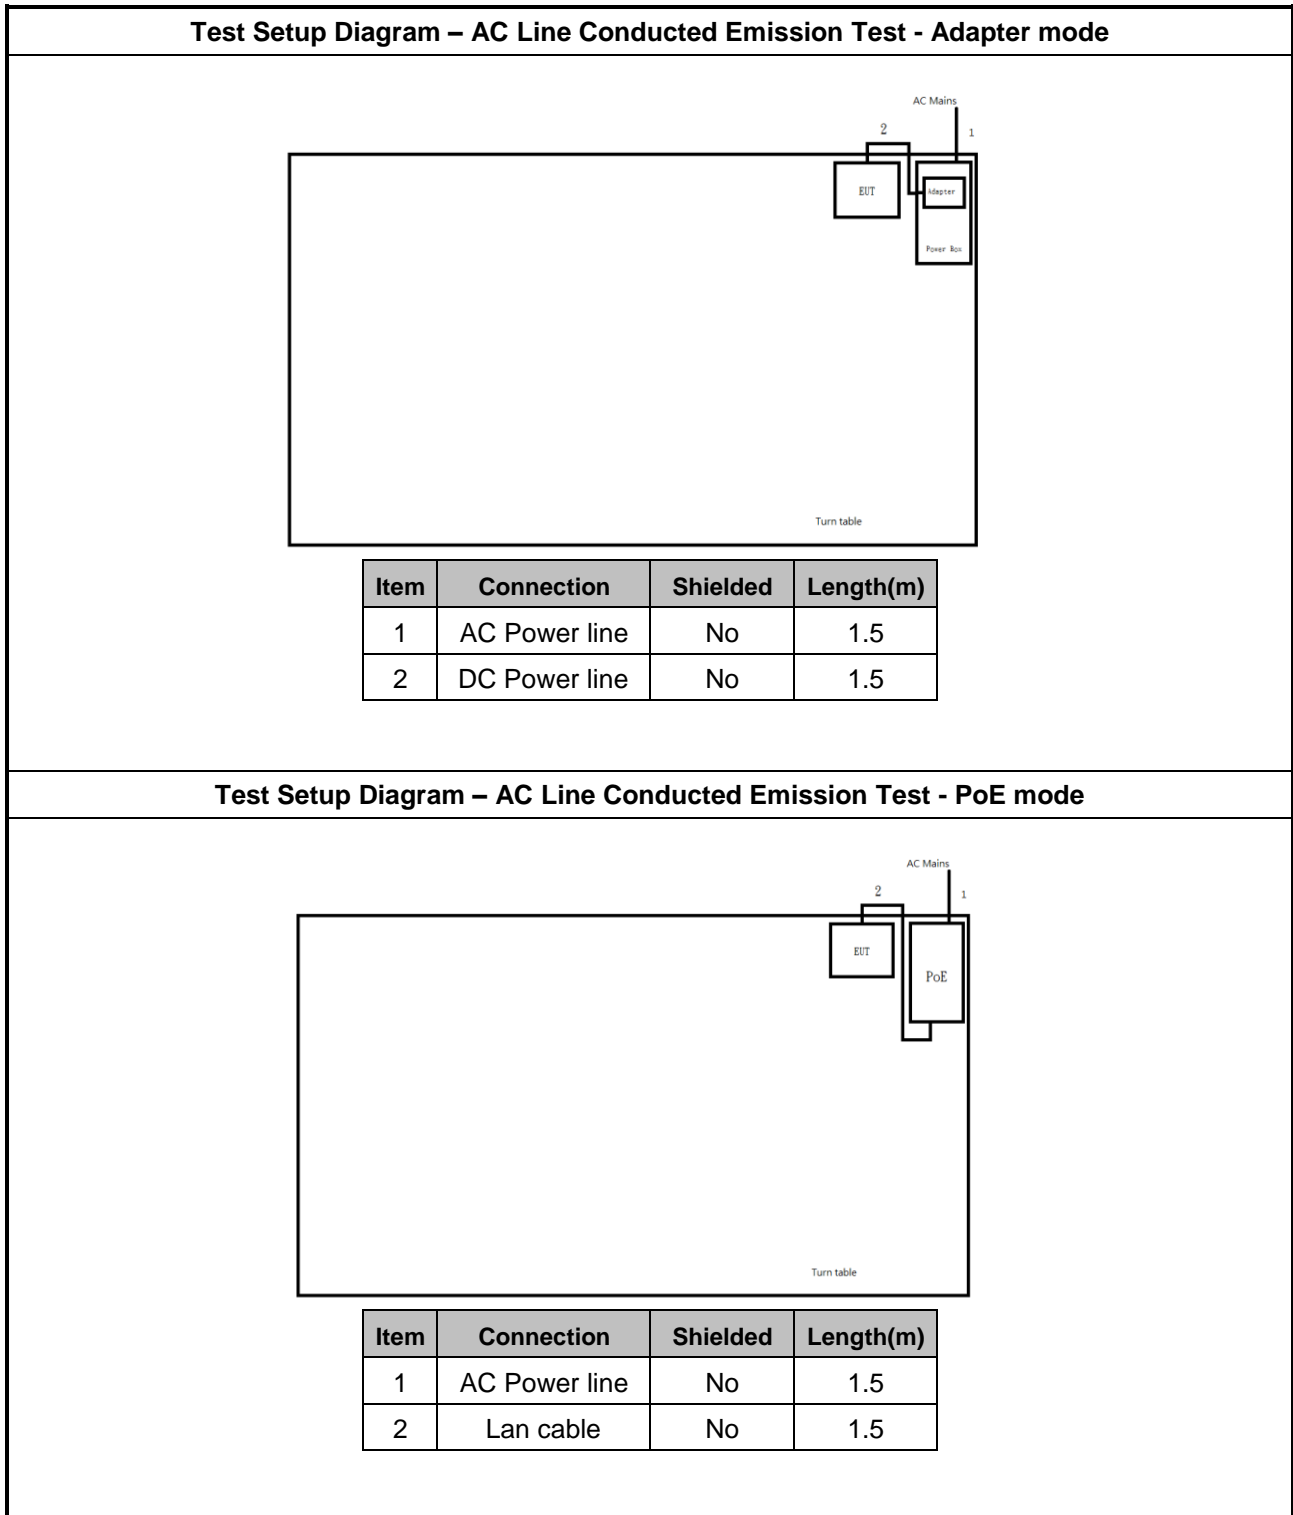 Test Setup Diagram – AC Line Conducted Emission Test - Adapter mode
AC Mains
2
1
EUT
Adapter
Power Box
Turn table
Item Connection Shielded Length(m)
1 AC Power line No 1.5
2 DC Power line No 1.5
Test Setup Diagram – AC Line Conducted Emission Test - PoE mode
AC Mains
2
1
EUT
PoE
Turn table
Item Connection Shielded Length(m)
1 AC Power line No 1.5
2 Lan cable No 1.5